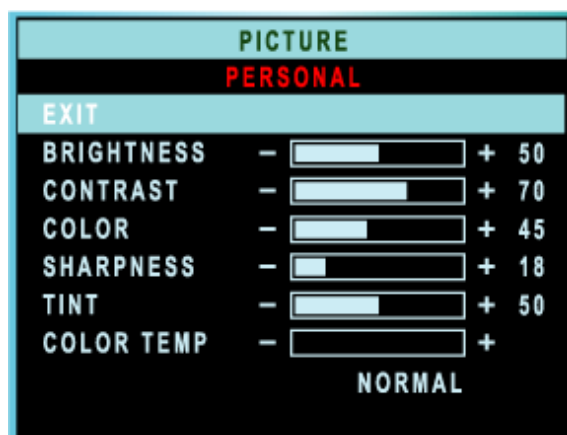 PICTURE
PERSONAL
EXIT
BRIGHTNESS - + 50
CONTRAST - + 70
COLOR - + 45
SHARPNESS - + 18
TINT - + 50
COLOR TEMP - +
NORMAL